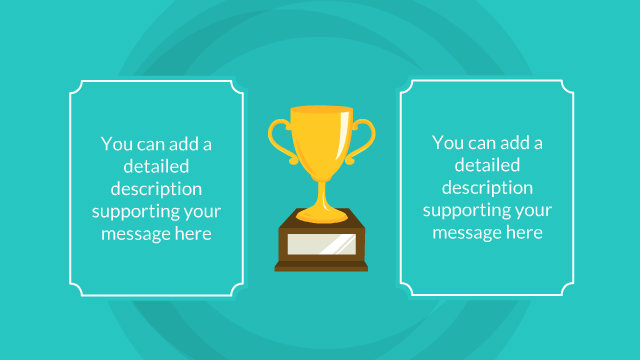 You can add a
detailed
description
supporting your
message here
You can add a
detailed
description
supporting your
message here